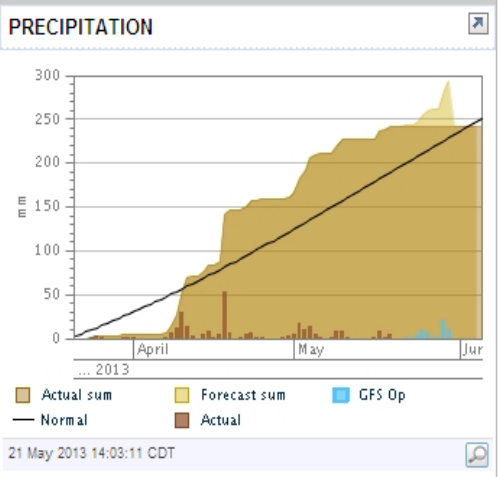 PRECIPITATION
300
250
200
150
100
50
0
mm
April
May
Jun
... 2013
Actual sum
Forecast sum
GFS Op
Normal
Actual
21 May 2013 14:03:11 CDT